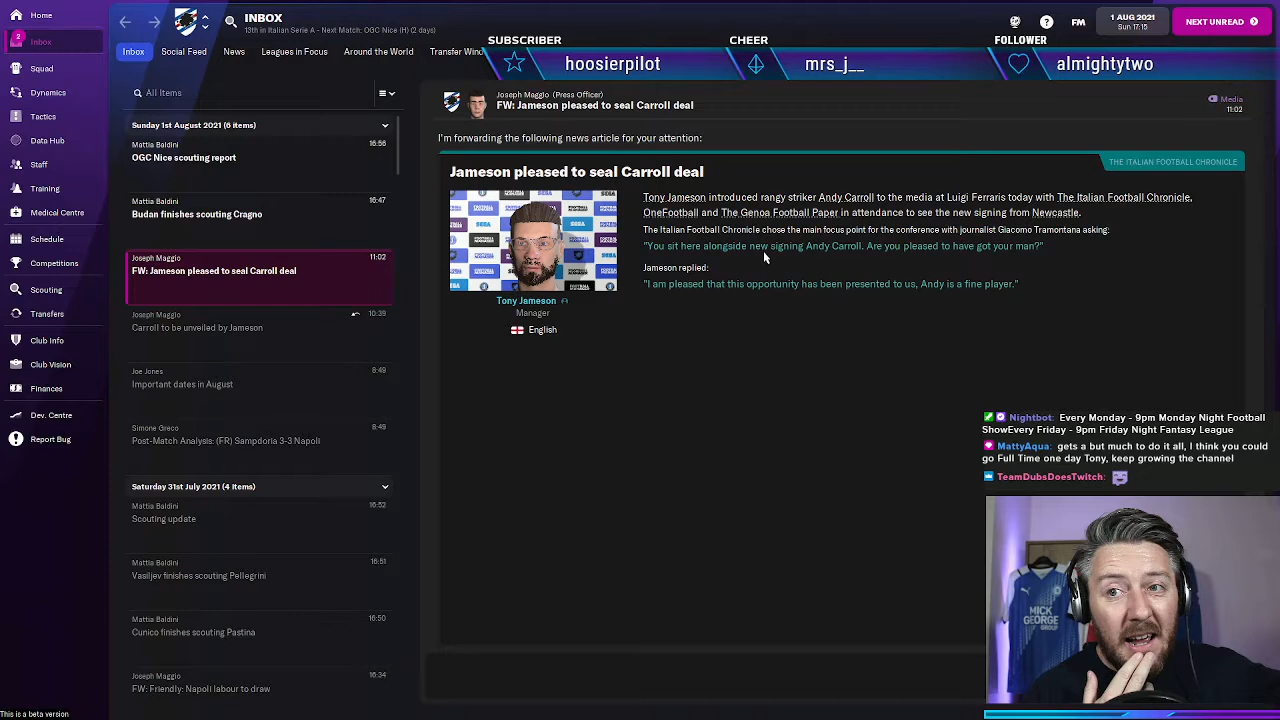 Home
INBOX
13th in Italian Serie A - Next Match: OGC Nice (H) (2 days)
FM
1 AUG 2021
Sun 17:15
NEXT UNREAD
2
Inbox
Inbox
Social Feed
News
Leagues in Focus
Around the World
Transfer Wind
SUBSCRIBER
hoosierpilot
CHEER
mrs_j__
FOLLOWER
almightytwo
Squad
Dynamics
Tactics
Data Hub
Staff
Training
Medical Centre
Schedule
Competitions
Scouting
Transfers
Club Info
Club Vision
Finances
Dev. Centre
Report Bug
All Items
Sunday 1st August 2021 (6 items)
Mattia Baldini
16:56
OGC Nice scouting report
Mattia Baldini
16:47
Budan finishes scouting Cragno
Joseph Maggio
11:02
FW: Jameson pleased to seal Carroll deal
Joseph Maggio
10:39
Carroll to be unveiled by Jameson
Joe Jones
8:49
Important dates in August
Simone Greco
8:49
Post-Match Analysis: (FR) Sampdoria 3-3 Napoli
Saturday 31st July 2021 (4 items)
Mattia Baldini
16:52
Scouting update
Mattia Baldini
16:51
Vasiljev finishes scouting Pellegrini
Mattia Baldini
16:50
Cunico finishes scouting Pastina
Joseph Maggio
16:34
FW: Friendly: Napoli labour to draw
Joseph Maggio (Press Officer)
FW: Jameson pleased to seal Carroll deal
Media
11:02
I'm forwarding the following news article for your attention:
THE ITALIAN FOOTBALL CHRONICLE
Jameson pleased to seal Carroll deal
SEGA
Tony Jameson
Manager
English
Tony Jameson introduced rangy striker Andy Carroll to the media at Luigi Ferraris today with The Italian Football Chronicle,
OneFootball and The Genoa Football Paper in attendance to see the new signing from Newcastle.
The Italian Football Chronicle chose the main focus point for the conference with journalist Giacomo Tramontana asking:
"You sit here alongside new signing Andy Carroll. Are you pleased to have got your man?"
Jameson replied:
"I am pleased that this opportunity has been presented to us, Andy is a fine player."
Nightbot: Every Monday - 9pm Monday Night Football
ShowEvery Friday - 9pm Friday Night Fantasy League
MattyAqua: gets a but much to do it all, I think you could
go Full Time one day Tony, keep growing the channel
TeamDubsDoesTwitch:
MICK
GEORGE
This is a beta version